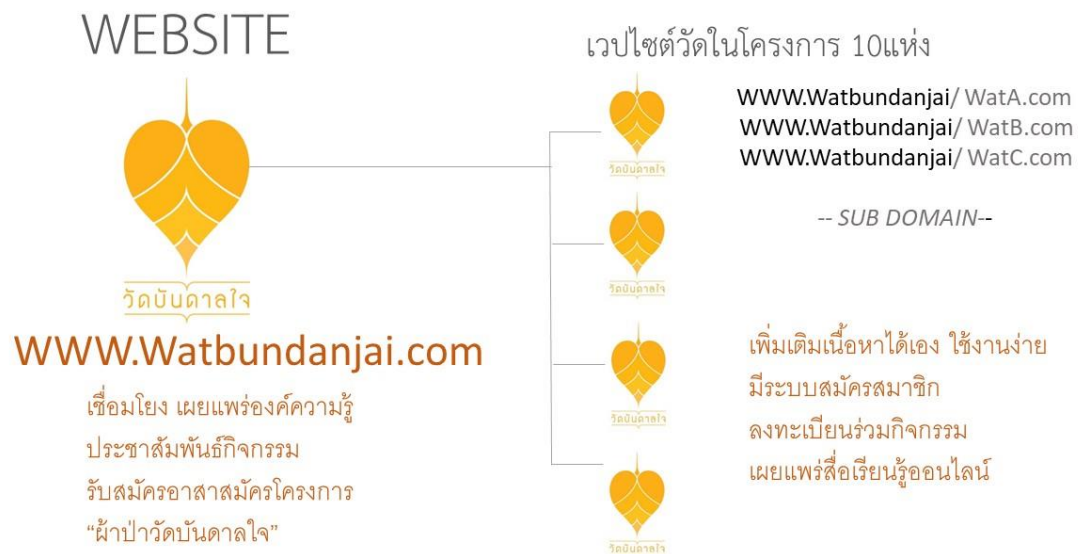 WEBSITE
วัดบันดาลใจ
WWW.Watbundanjai.com
เชื่อมโยง เผยแพร่องค์ความรู้
ประชาสัมพันธ์กิจกรรม
รับสมัครอาสาสมัครโครงการ
“ผ้าป่าวัดบันดาลใจ”
เวปไซต์วัดในโครงการ 10แห่ง
วัดบันดาลใจ
วัดบันดาลใจ
วัดบันดาลใจ
วัดบันดาลใจ
WWW.Watbundanjai/ WatA.com
WWW.Watbundanjai/ WatB.com
WWW.Watbundanjai/ WatC.com
-- SUB DOMAIN--
เพิ่มเติมเนื้อหาได้เอง ใช้งานง่าย
มีระบบสมัครสมาชิก
ลงทะเบียนร่วมกิจกรรม
เผยแพร่สื่อเรียนรู้ออนไลน์